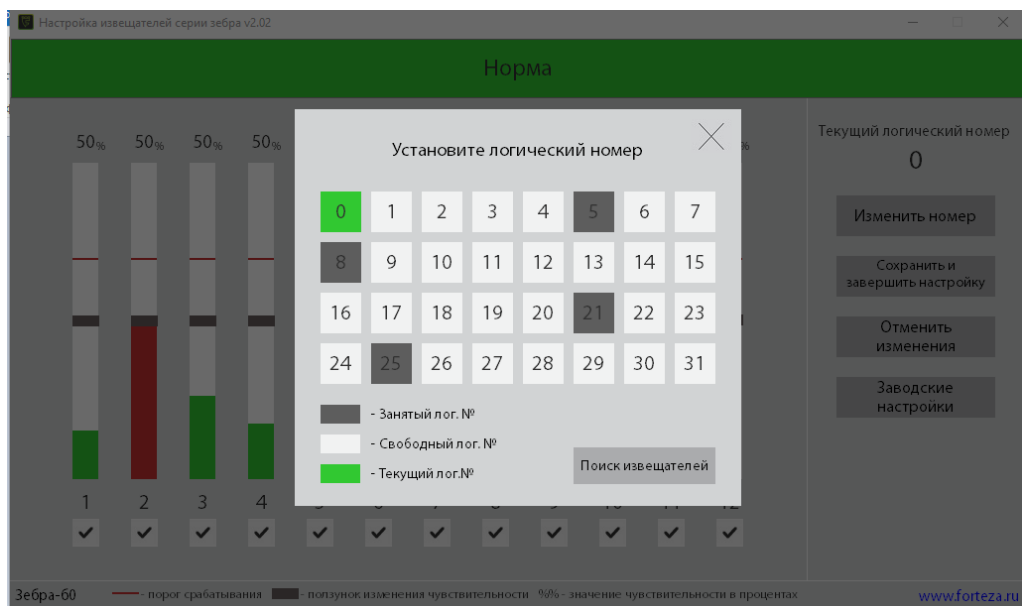 Настройка извещателей серии зебра v2.02
Норма
50% 50% 50% 50% %
Установите логический номер
0 1 2 3 4 5 6 7
8 9 10 11 12 13 14 15
16 17 18 19 20 21 22 23
24 25 26 27 28 29 30 31
- Занятый лог. №
- Свободный лог. №
- Текущий лог.№
Поиск извещателей
Текущий логический номер
0
Изменить номер
Сохранить и
завершить настройку
Отменить
изменения
Заводские
настройки
1 2 3 4
Зебра-60 - порог срабатывания - ползунок изменения чувствительности %% - значение чувствительности в процентах www.forteza.ru